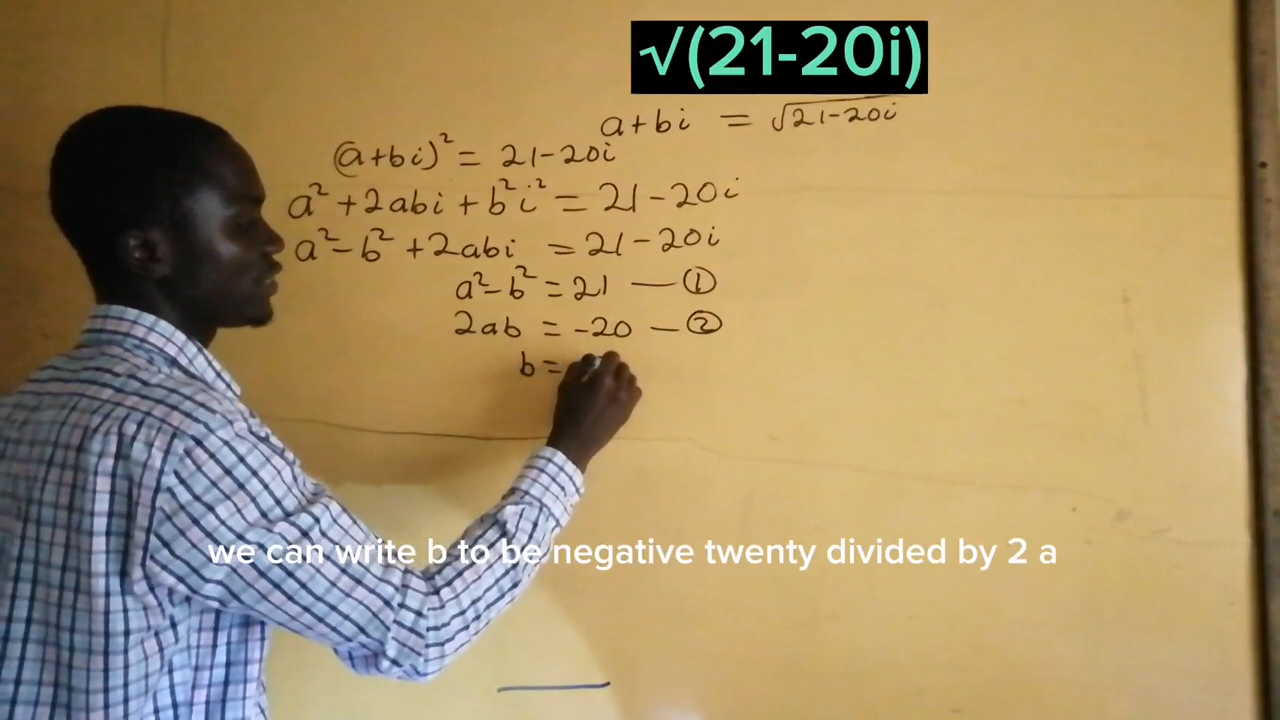 √(21-20i)
a+bi = √21-20i
(a+bi)² = 21-20i
a²+2abi+b²i² = 21-20i
a²-b²+2abi = 21-20i
a²-b² = 21 — ①
2ab = -20 — ②
b =
we can write b to be negative twenty divided by 2 a